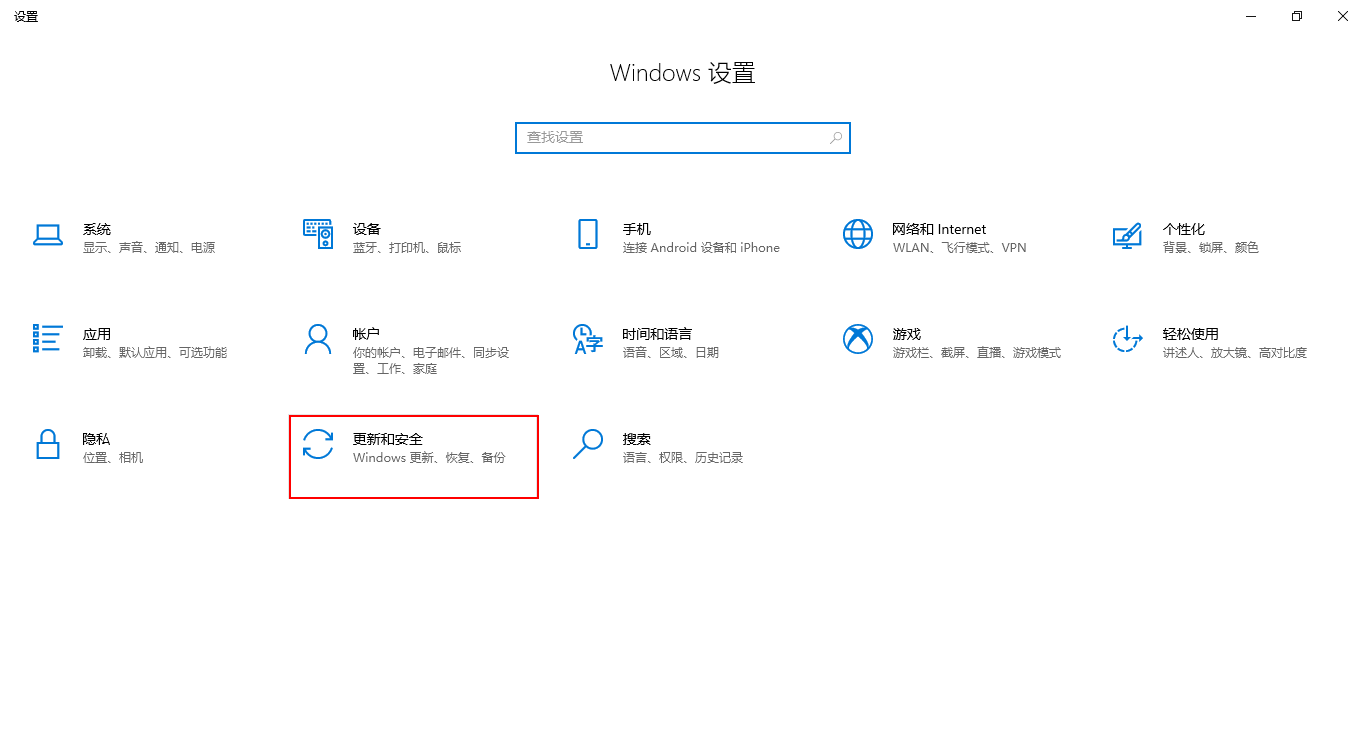 设置
Windows 设置
查找设置
系统
显示、声音、通知、电源
设备
蓝牙、打印机、鼠标
手机
连接 Android 设备和 iPhone
网络和 Internet
WLAN、飞行模式、VPN
个性化
背景、锁屏、颜色
应用
卸载、默认应用、可选功能
帐户
你的帐户、电子邮件、同步设
置、工作、家庭
时间和语言
语音、区域、日期
游戏
游戏栏、截屏、直播、游戏模式
轻松使用
讲述人、放大镜、高对比度
隐私
位置、相机
更新和安全
Windows 更新、恢复、备份
搜索
语言、权限、历史记录